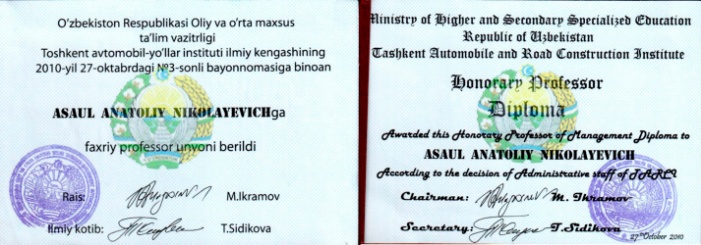 O'zbekiston Respublikasi Oliy va o'rta maxsus
ta'lim vazitrligi
Toshkent avtomobil-yo'llar instituti ilmiy kengashining
2010-yil 27-oktabrdagi №3-sonli bayonnomasiga binoan
ASAUL ANATOLIY NIKOLAYEVICHga
faxriy professor unvoni berildi
Rais: M.Ikramov
Ilmiy kotib: T.Sidikova
Ministry of Higher and Secondary Specialized Education
Republic of Uzbekistan
Tashkent Automobile and Road Construction Institute
Honorary Professor
Diploma
Awarded this Honorary Professor of Management Diploma to
ASAUL ANATOLIY NIKOLAYEVICH
According to the decision of Administrative staff of TARCI
Chairman: M. Ikramov
Secretary: T.Sidikova
27th October 2010